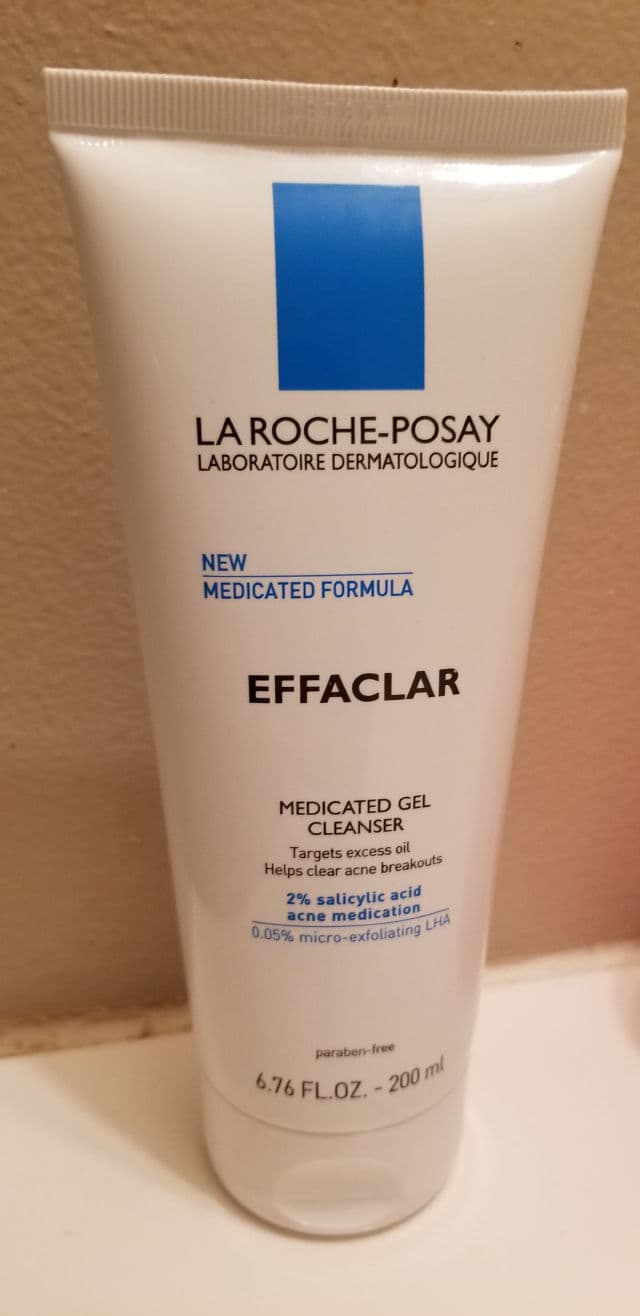 LA ROCHE-POSAY
LABORATOIRE DERMATOLOGIQUE
NEW
MEDICATED FORMULA
EFFACLAR
MEDICATED GEL
CLEANSER
Targets excess oil
Helps clear acne breakouts
2% salicylic acid
acne medication
0.05% micro-exfoliating LHA
paraben-free
6.76 FL.OZ. - 200 ml